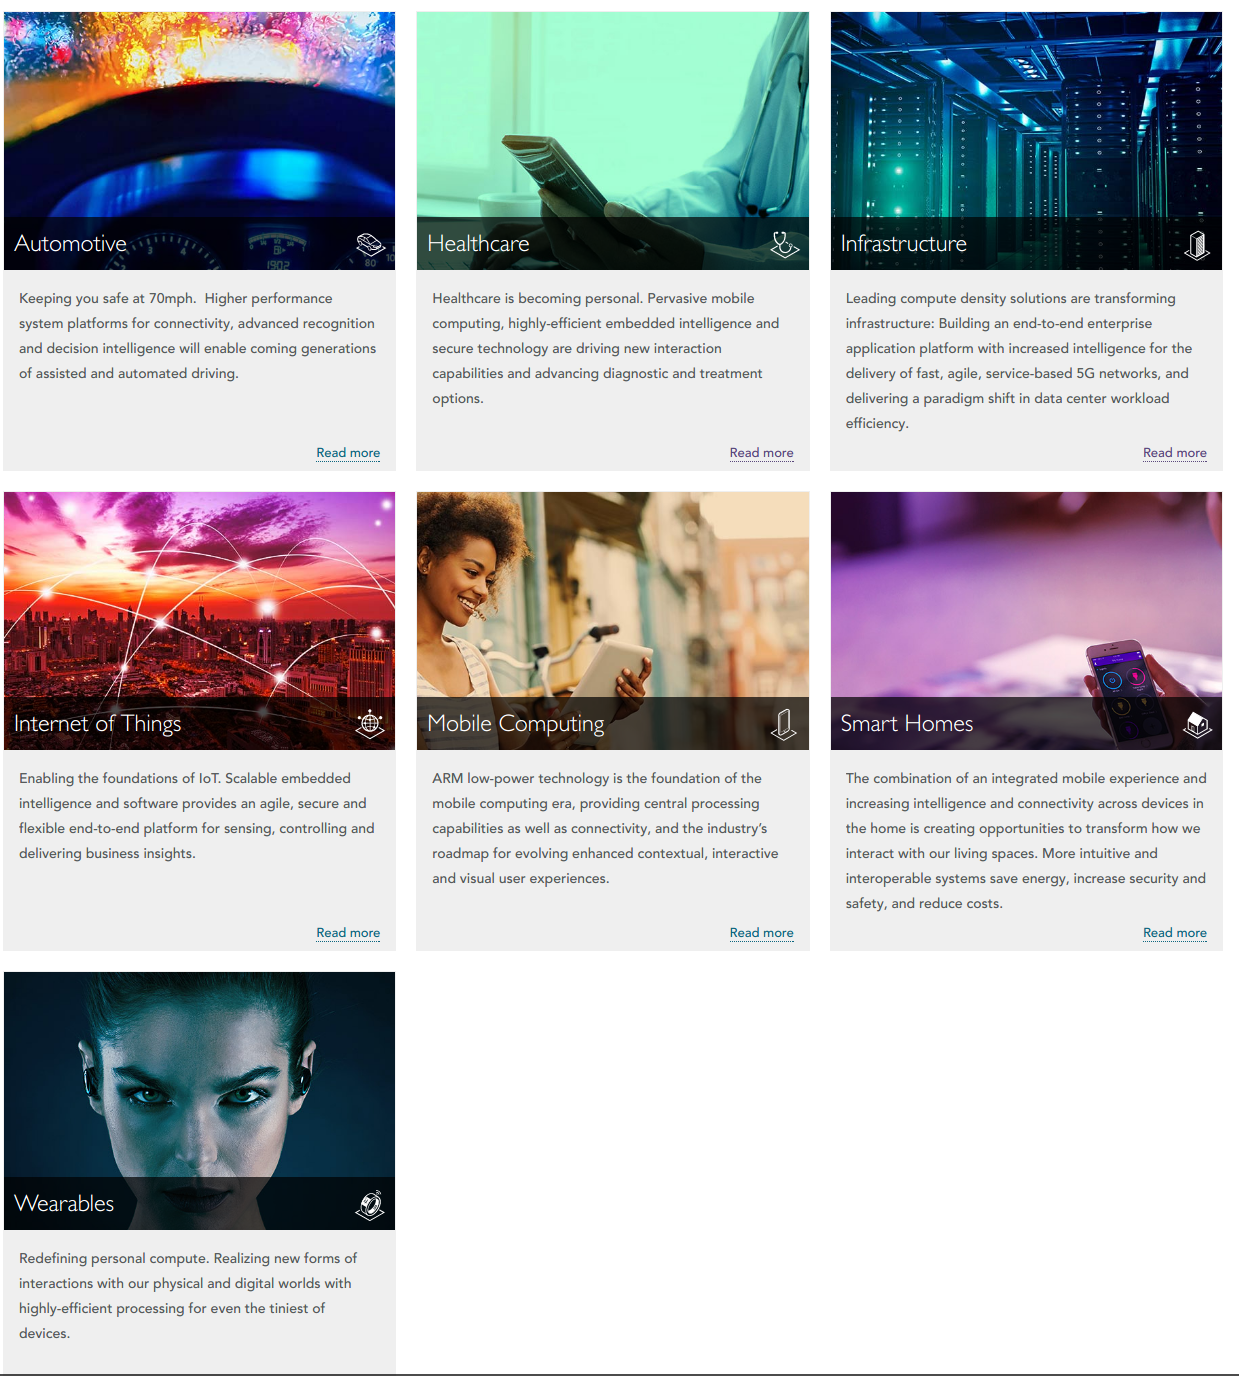 Automotive
Keeping you safe at 70mph.  Higher performance
system platforms for connectivity, advanced recognition
and decision intelligence will enable coming generations
of assisted and automated driving.
Read more
Healthcare
Healthcare is becoming personal. Pervasive mobile
computing, highly-efficient embedded intelligence and
secure technology are driving new interaction
capabilities and advancing diagnostic and treatment
options.
Read more
Infrastructure
Leading compute density solutions are transforming
infrastructure: Building an end-to-end enterprise
application platform with increased intelligence for the
delivery of fast, agile, service-based 5G networks, and
delivering a paradigm shift in data center workload
efficiency.
Read more
Internet of Things
Enabling the foundations of IoT. Scalable embedded
intelligence and software provides an agile, secure and
flexible end-to-end platform for sensing, controlling and
delivering business insights.
Read more
Mobile Computing
ARM low-power technology is the foundation of the
mobile computing era, providing central processing
capabilities as well as connectivity, and the industry's
roadmap for evolving enhanced contextual, interactive
and visual user experiences.
Read more
Smart Homes
The combination of an integrated mobile experience and
increasing intelligence and connectivity across devices in
the home is creating opportunities to transform how we
interact with our living spaces. More intuitive and
interoperable systems save energy, increase security and
safety, and reduce costs.
Read more
Wearables
Redefining personal compute. Realizing new forms of
interactions with our physical and digital worlds with
highly-efficient processing for even the tiniest of
devices.